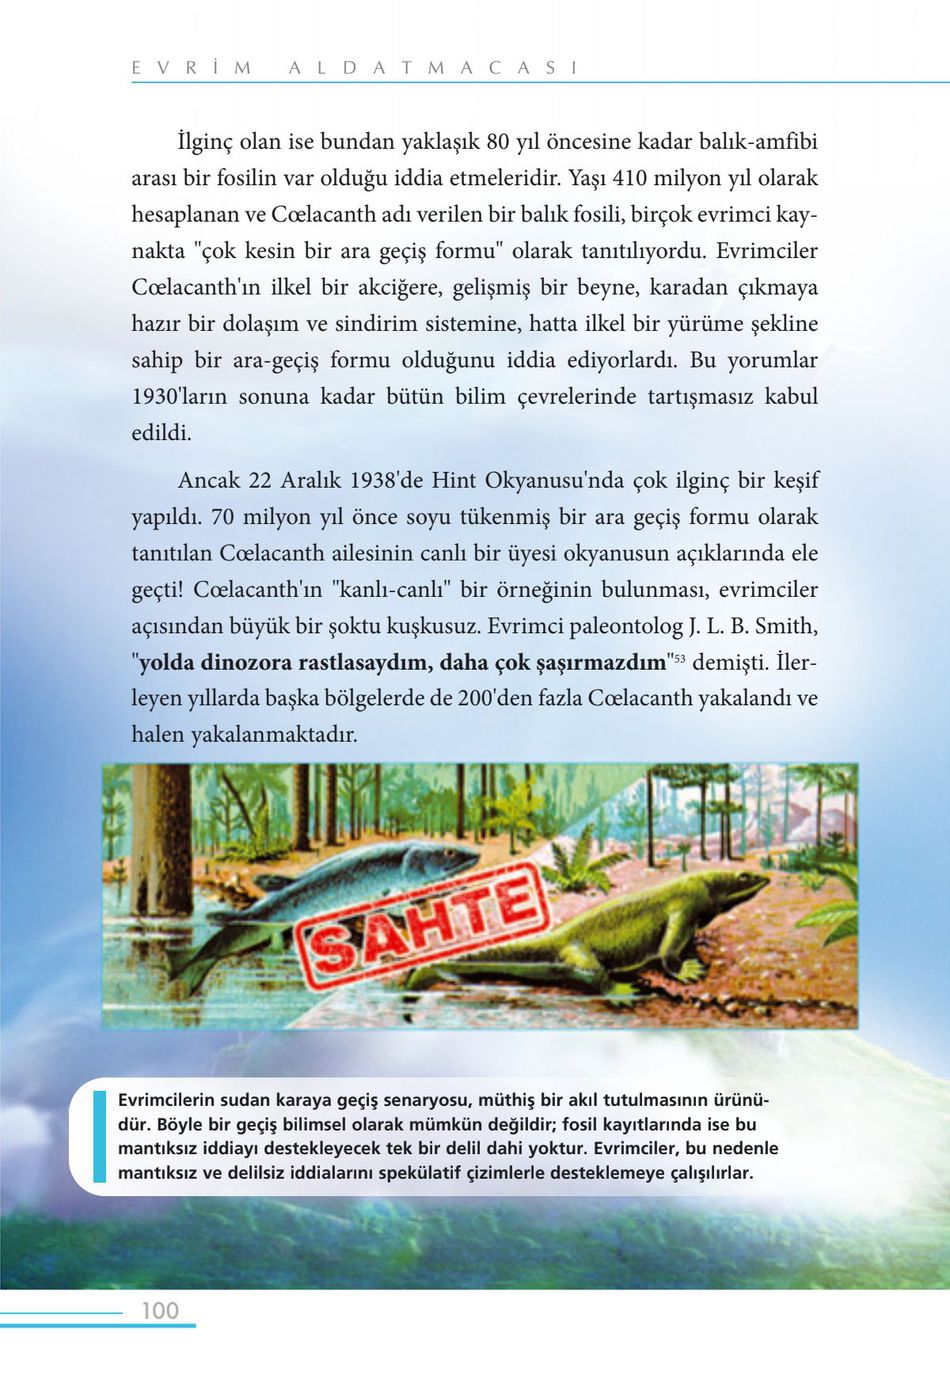 EVRİM ALDATMACASI
İlginç olan ise bundan yaklaşık 80 yıl öncesine kadar balık-amfibi
arası bir fosilin var olduğu iddia etmeleridir. Yaşı 410 milyon yıl olarak
hesaplanan ve Cœlacanth adı verilen bir balık fosili, birçok evrimci kay-
nakta "çok kesin bir ara geçiş formu" olarak tanıtılıyordu. Evrimciler
Cœlacanth'ın ilkel bir akciğere, gelişmiş bir beyne, karadan çıkmaya
hazır bir dolaşım ve sindirim sistemine, hatta ilkel bir yürüme şekline
sahip bir ara-geçiş formu olduğunu iddia ediyorlardı. Bu yorumlar
1930'ların sonuna kadar bütün bilim çevrelerinde tartışmasız kabul
edildi.
Ancak 22 Aralık 1938'de Hint Okyanusu'nda çok ilginç bir keşif
yapıldı. 70 milyon yıl önce soyu tükenmiş bir ara geçiş formu olarak
tanıtılan Cœlacanth ailesinin canlı bir üyesi okyanusun açıklarında ele
geçti! Cœlacanth'ın "kanlı-canlı" bir örneğinin bulunması, evrimciler
açısından büyük bir şoktu kuşkusuz. Evrimci paleontolog J. L. B. Smith,
"yolda dinozora rastlasaydım, daha çok şaşırmazdım"53 demişti. İler-
leyen yıllarda başka bölgelerde de 200'den fazla Cœlacanth yakalandı ve
halen yakalanmaktadır.
SAHTE
Evrimcilerin sudan karaya geçiş senaryosu, müthiş bir akıl tutulmasının ürünü-
dür. Böyle bir geçiş bilimsel olarak mümkün değildir; fosil kayıtlarında ise bu
mantıksız iddiayı destekleyecek tek bir delil dahi yoktur. Evrimciler, bu nedenle
mantıksız ve delilsiz iddialarını spekülatif çizimlerle desteklemeye çalışılırlar.
100